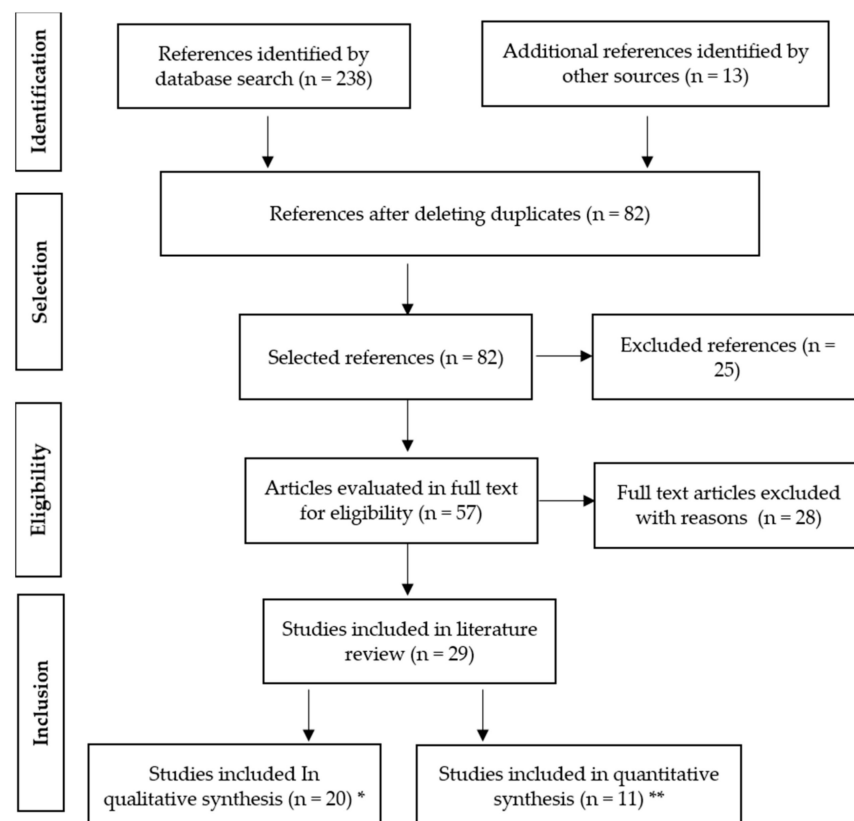 Identification
References identified by
database search (n = 238)
Additional references identified by
other sources (n = 13)
Selection
References after deleting duplicates (n = 82)
Selected references (n = 82)
Excluded references (n =
25)
Eligibility
Articles evaluated in full text
for eligibility (n = 57)
Full text articles excluded
with reasons (n = 28)
Inclusion
Studies included in literature
review (n = 29)
Studies included In
qualitative synthesis (n = 20) *
Studies included in quantitative
synthesis (n = 11) **